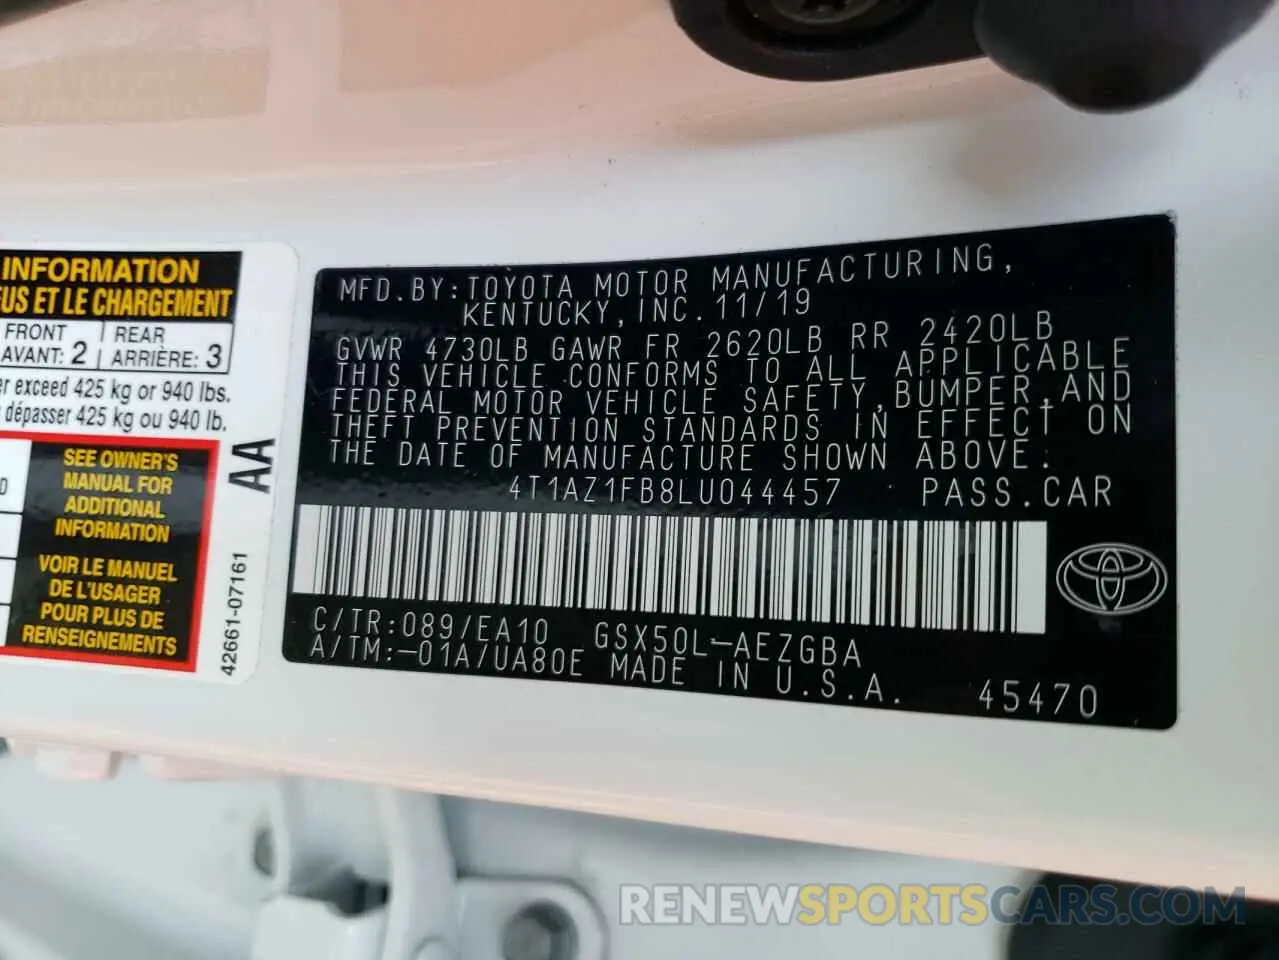 INFORMATION
US ET LE CHARGEMENT
FRONT
AVANT: 2
REAR
ARRIÈRE: 3
exceed 425 kg or 940 lbs.
dépasser 425 kg ou 940 lb.
SEE OWNER'S
MANUAL FOR
ADDITIONAL
INFORMATION
VOIR LE MANUEL
DE L'USAGER
POUR PLUS DE
RENSEIGNEMENTS
AA
42661-07161
MFD.BY:TOYOTA MOTOR MANUFACTURING,
KENTUCKY, INC. 11/19
GVWR 4730LB GAWR FR 2620LB RR 2420LB
THIS VEHICLE CONFORMS TO ALL APPLICABLE
FEDERAL MOTOR VEHICLE SAFETY, BUMPER, AND
THEFT PREVENTION STANDARDS IN EFFECT ON
THE DATE OF MANUFACTURE SHOWN ABOVE.
4T1AZ1FB8LU044457 PASS.CAR
C/TR:089/EA10 GSX50L-AEZGBA
A/TM:-01A/UA80E MADE IN U.S.A. 45470
RENEWSPORTSCARS.COM